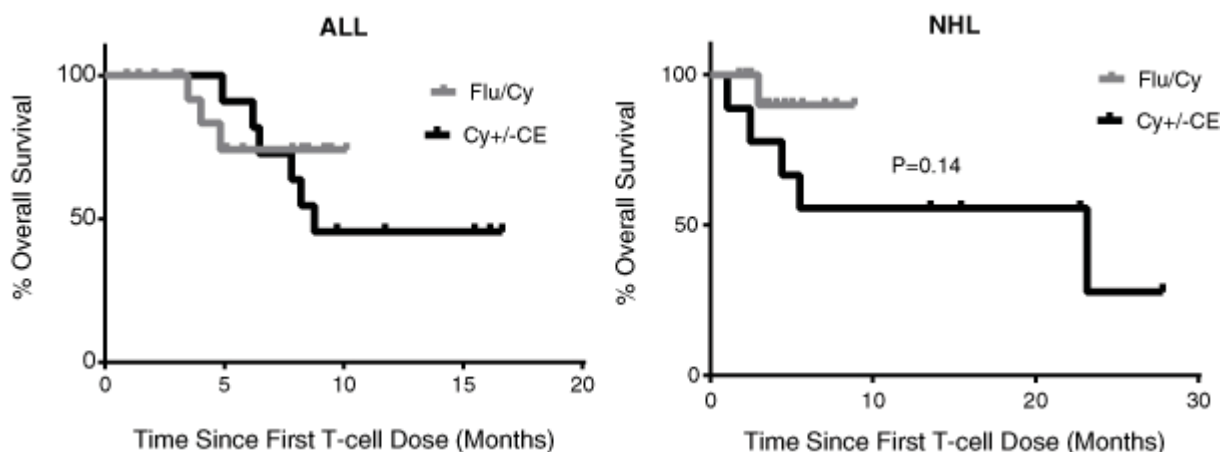 ALL
% Overall Survival
100
50
0
0 5 10 15 20
Time Since First T-cell Dose (Months)
Flu/Cy
Cy+/-CE
NHL
% Overall Survival
100
50
0
0 10 20 30
Time Since First T-cell Dose (Months)
Flu/Cy
Cy+/-CE
P=0.14